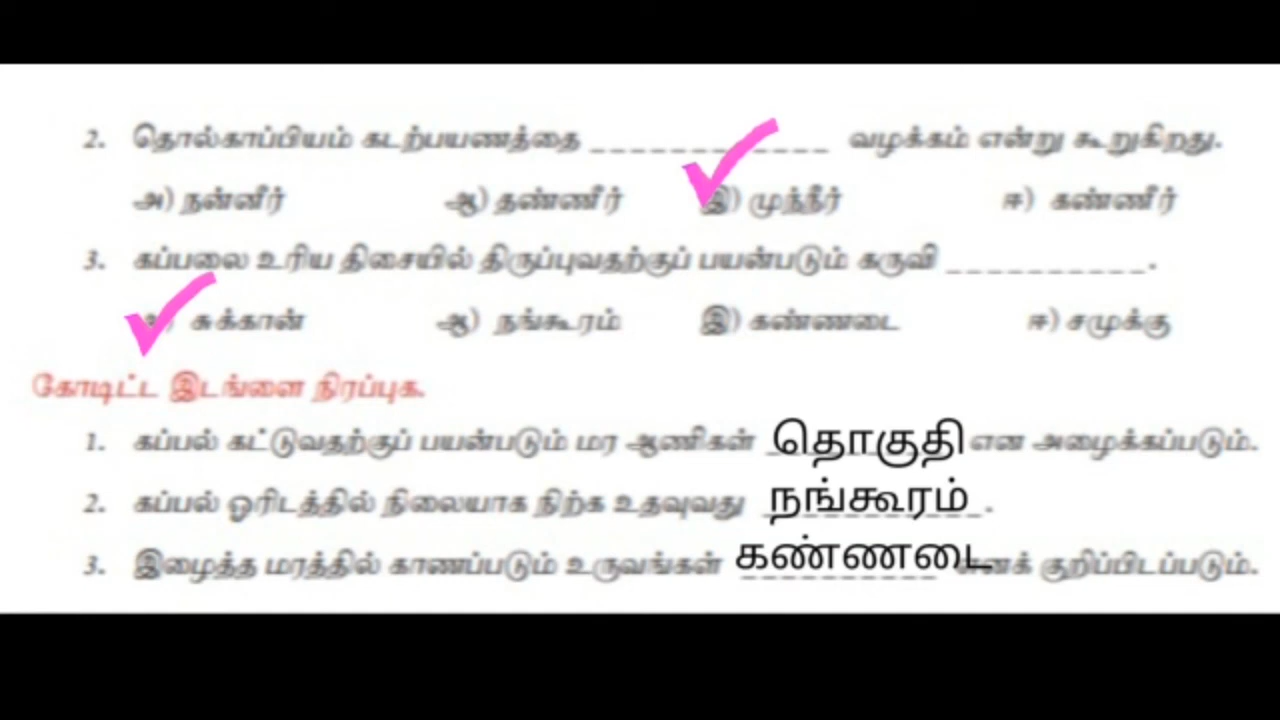 2. தொல்காப்பியம் கடற்பயணத்தை ____________ வழக்கம் என்று கூறுகிறது.
அ) நன்னீர் ஆ) தண்ணீர் இ) முந்நீர் ஈ) கண்ணீர்
3. கப்பலை உரிய திசையில் திருப்புவதற்குப் பயன்படும் கருவி __________.
அ) சுக்கான் ஆ) நங்கூரம் இ) கண்ணடை ஈ) சமுக்கு
கோடிட்ட இடங்ளை நிரப்புக.
1. கப்பல் கட்டுவதற்குப் பயன்படும் மர ஆணிகள் தொகுதி என அழைக்கப்படும்.
2. கப்பல் ஓரிடத்தில் நிலையாக நிற்க உதவுவது நங்கூரம்.
3. இழைத்த மரத்தில் காணப்படும் உருவங்கள் கண்ணடை எனக் குறிப்பிடப்படும்.